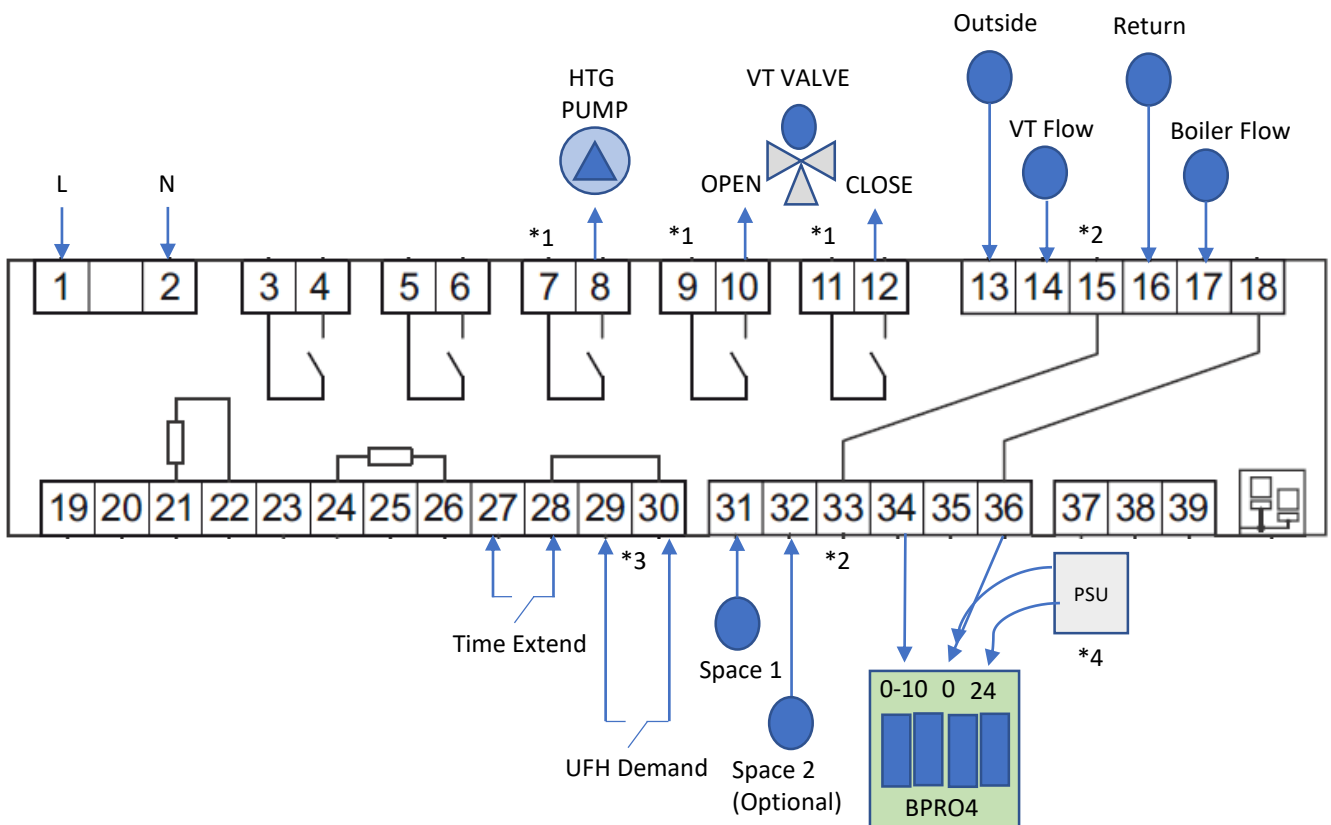 Outside Return
HTG
PUMP
VT VALVE
VT Flow Boiler Flow
L N
OPEN CLOSE
*1 *1 *1 *2
1 2 3 4 5 6 7 8 9 10 11 12 13 14 15 16 17 18
19 20 21 22 23 24 25 26 27 28 29 30 31 32 33 34 35 36 37 38 39
*3 *2
PSU
Time Extend
*4
Space 1
0-10 0 24
UFH Demand
Space 2
(Optional)
BPRO4